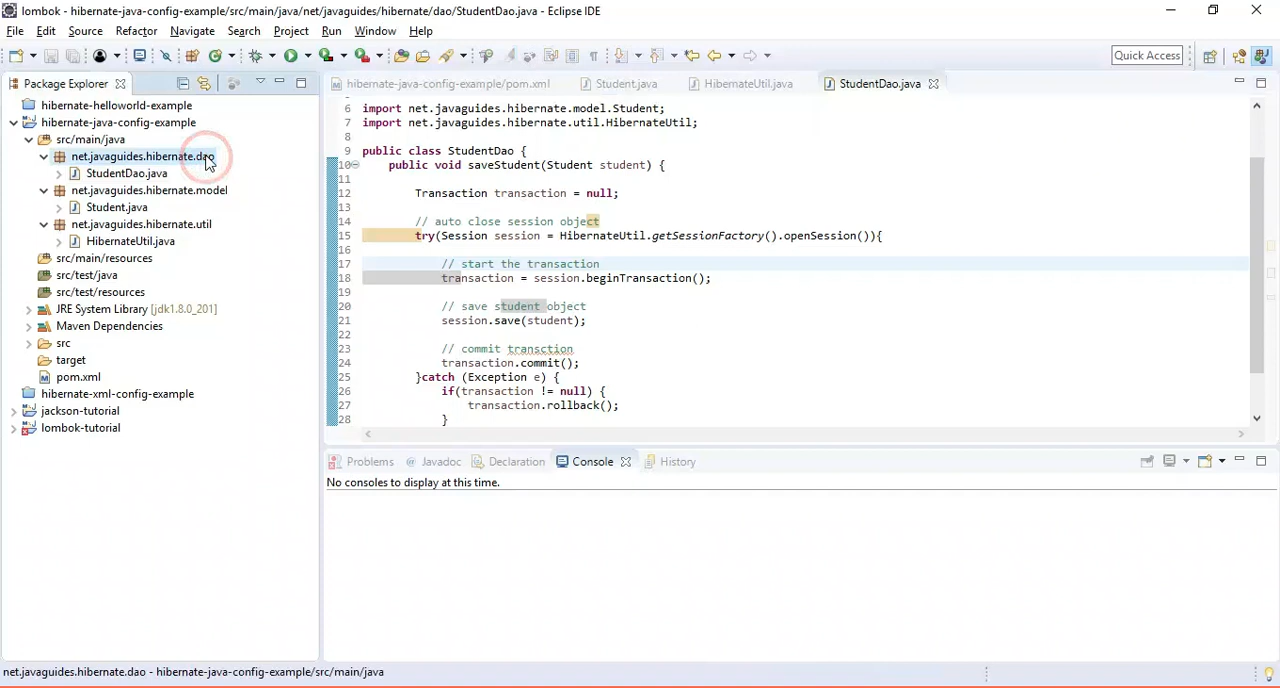 lombok - hibernate-java-config-example/src/main/java/net/javaguides/hibernate/dao/StudentDao.java - Eclipse IDE
File Edit Source Refactor Navigate Search Project Run Window Help
Quick Access
Package Explorer
hibernate-helloworld-example
hibernate-java-config-example
src/main/java
net.javaguides.hibernate.dao
StudentDao.java
net.javaguides.hibernate.model
Student.java
net.javaguides.hibernate.util
HibernateUtil.java
src/main/resources
src/test/java
src/test/resources
JRE System Library [jdk1.8.0_201]
Maven Dependencies
src
target
pom.xml
hibernate-xml-config-example
jackson-tutorial
lombok-tutorial
hibernate-java-config-example/pom.xml Student.java HibernateUtil.java StudentDao.java
6 import net.javaguides.hibernate.model.Student;
7 import net.javaguides.hibernate.util.HibernateUtil;
8
9 public class StudentDao {
10 public void saveStudent(Student student) {
11
12 Transaction transaction = null;
13
14 // auto close session object
15 try(Session session = HibernateUtil.getSessionFactory().openSession()){
16
17 // start the transaction
18 transaction = session.beginTransaction();
19
20 // save student object
21 session.save(student);
22
23 // commit transction
24 transaction.commit();
25 }catch (Exception e) {
26 if(transaction != null) {
27 transaction.rollback();
28 }
Problems Javadoc Declaration Console History
No consoles to display at this time.
net.javaguides.hibernate.dao - hibernate-java-config-example/src/main/java